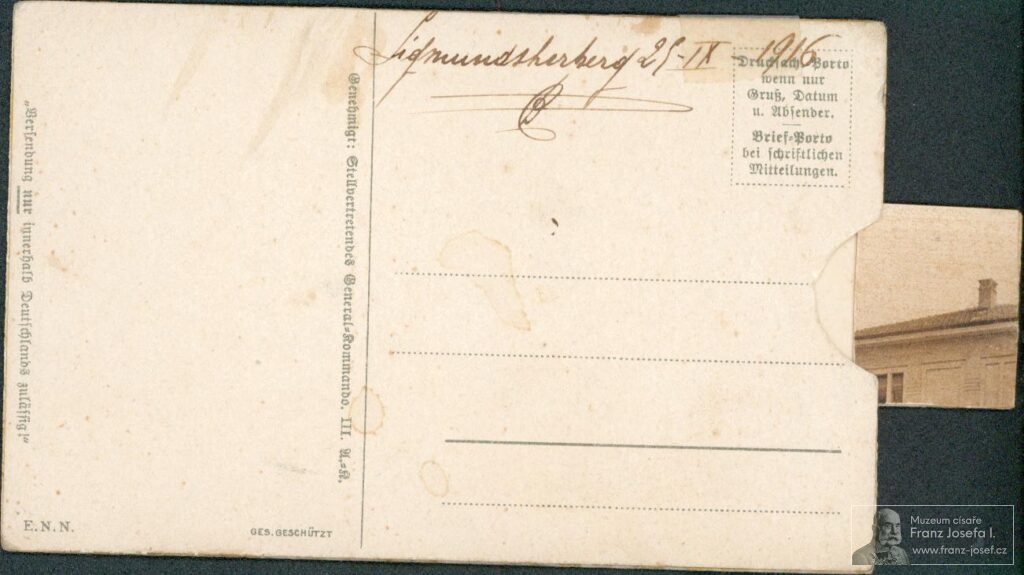 Sigmundsherberg 25-IX-1916
Drucksach-Porto
wenn nur
Gruß, Datum
u. Absender.
Brief-Porto
bei schriftlichen
Mitteilungen.
Genehmigt: Stellvertretendes General-Kommando. III. A.-K.
„Versendung nur innerhalb Deutschlands zulässig!"
E.N.N.
GES. GESCHÜTZT
Muzeum císaře
Franz Josefa I.
www.franz-josef.cz